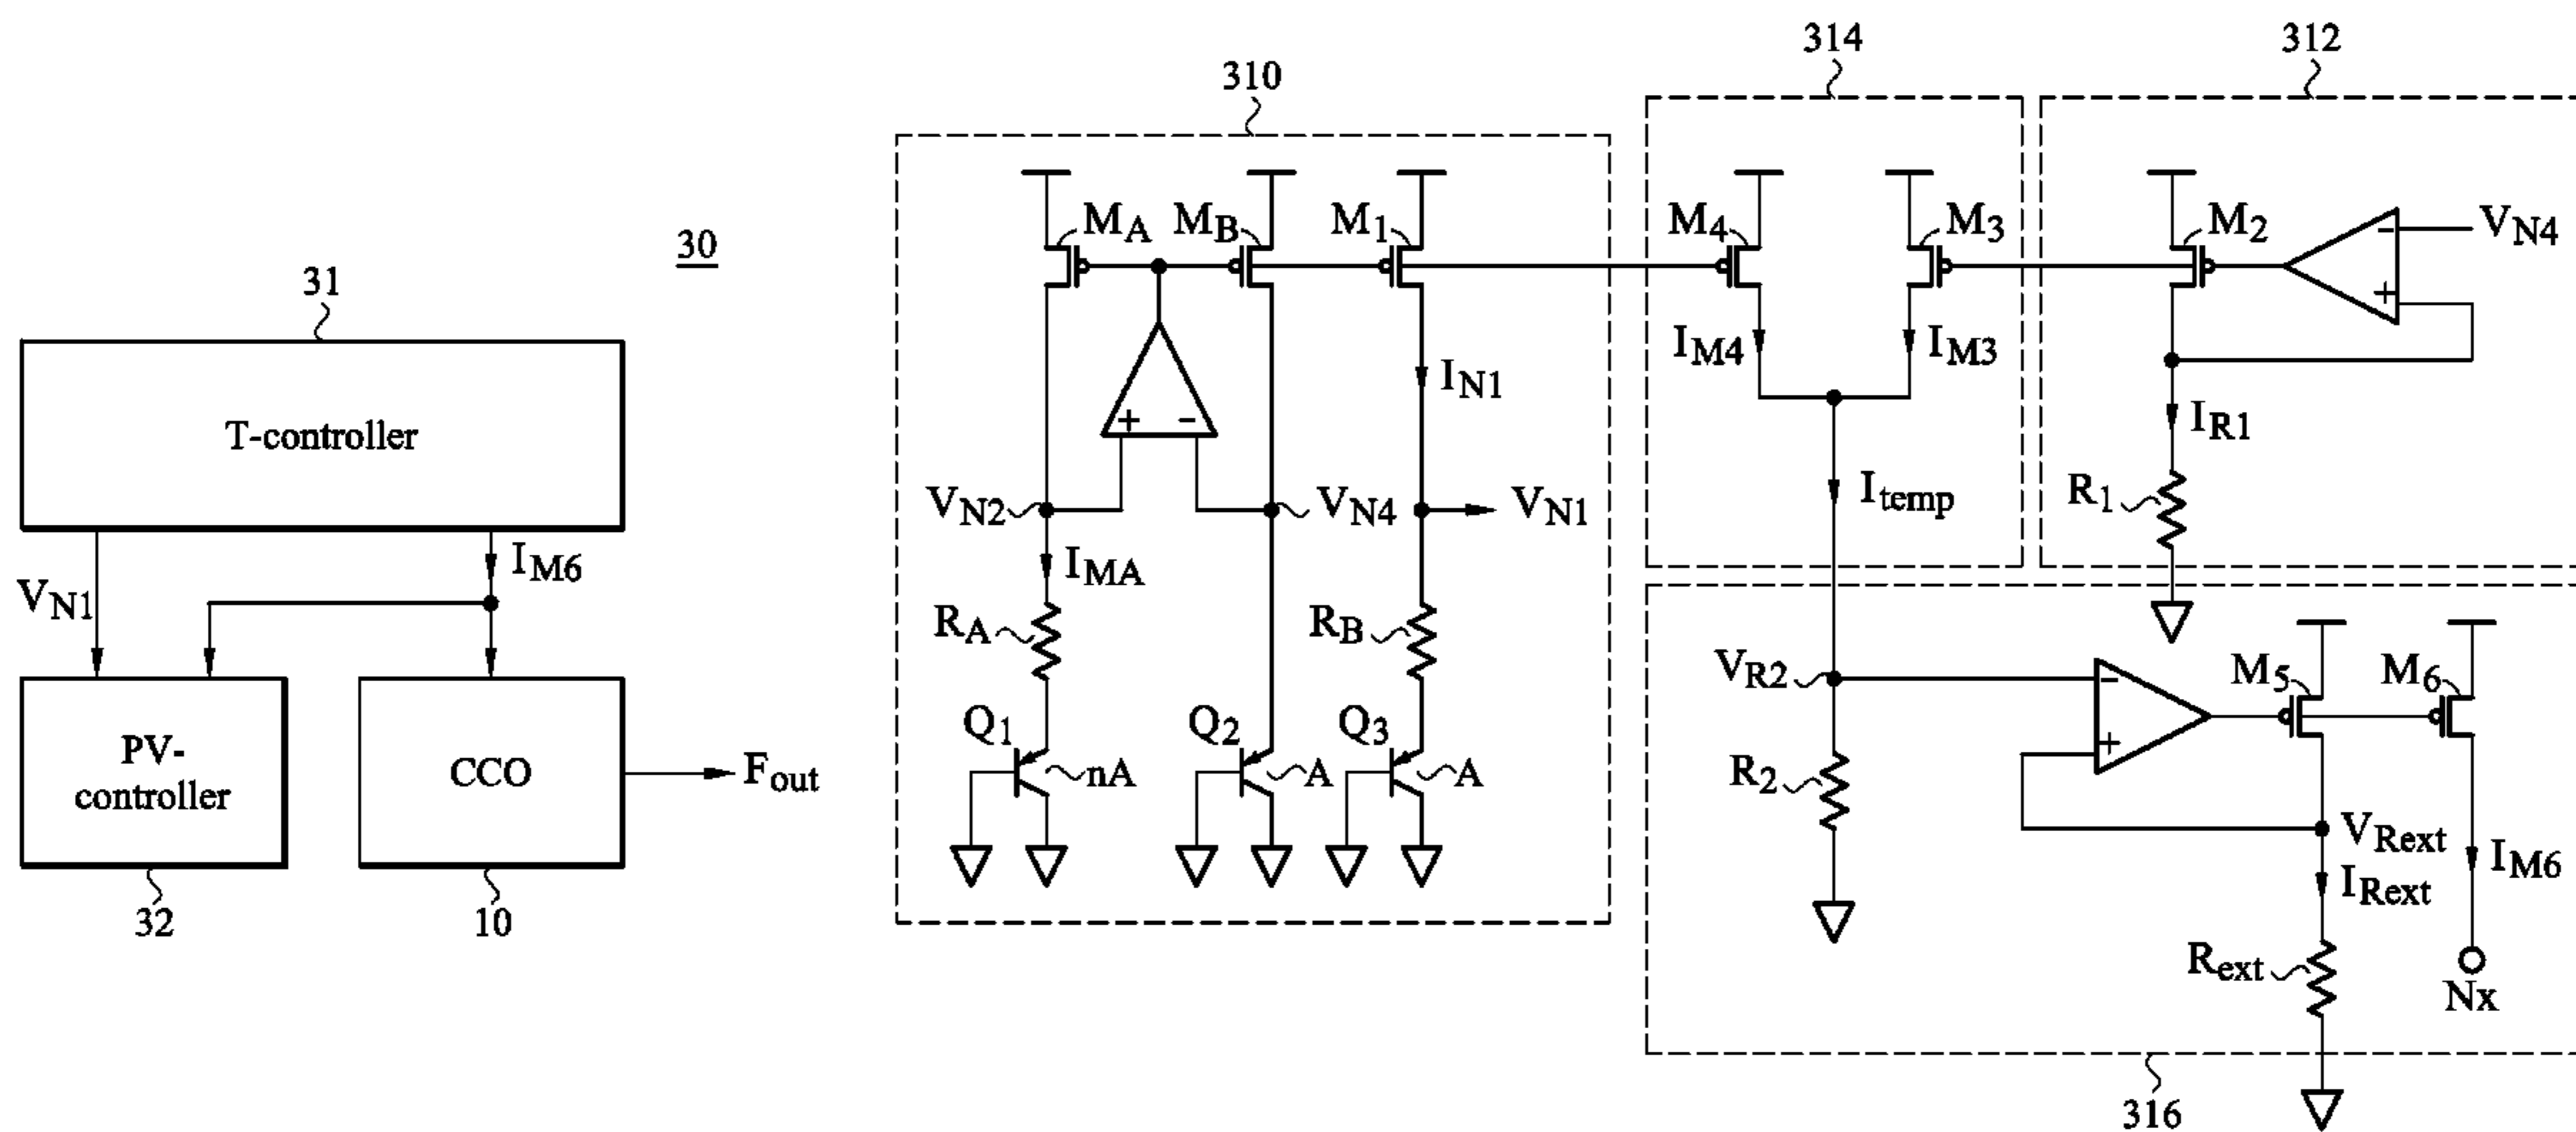 30
31
T-controller
VN1
IM6
PV-
controller
CCO
Fout
32
10
310
MA
MB
M1
+
-
IN1
VN2
VN4
VN1
IMA
RA
RB
Q1
nA
Q2
A
Q3
A
314
M4
M3
IM4
IM3
Itemp
312
M2
-
+
VN4
IR1
R1
VR2
R2
-
+
M5
M6
VRext
IRext
IM6
Rext
Nx
316